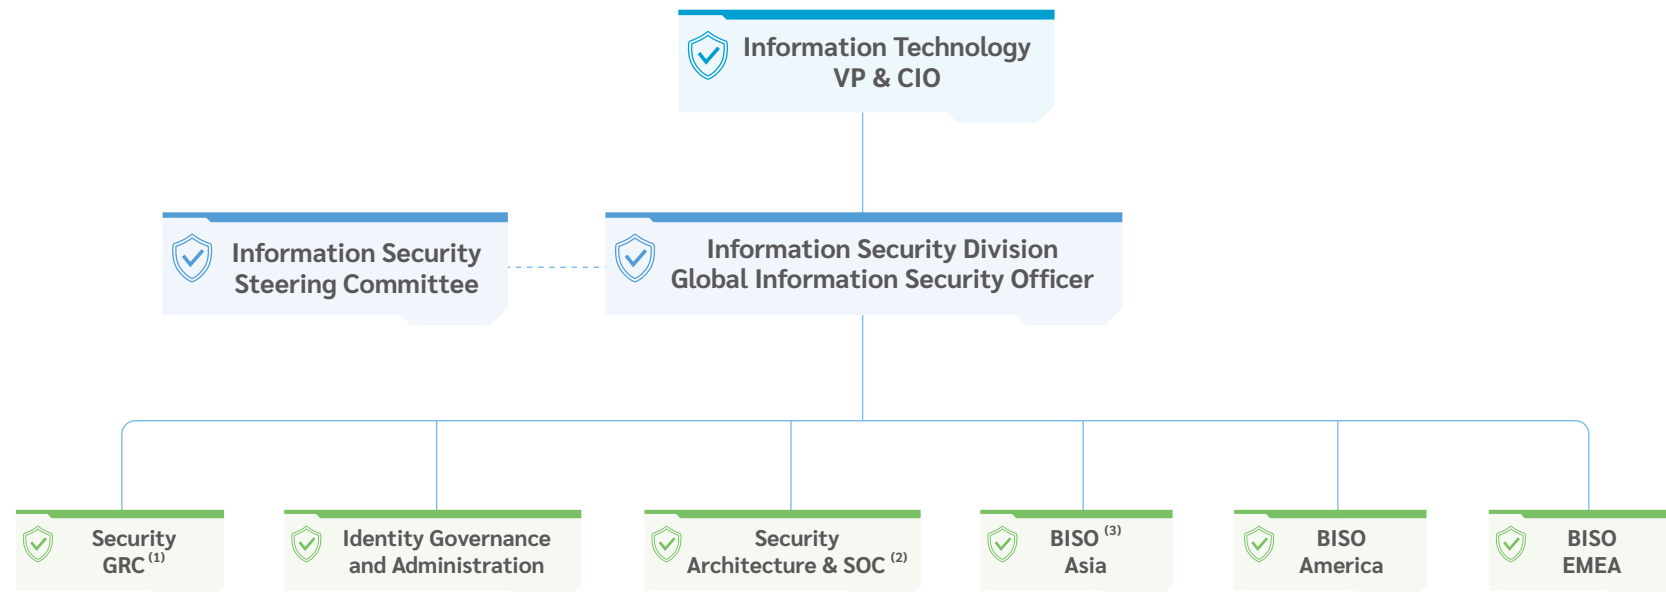 Information Technology
VP & CIO
Information Security
Steering Committee
Information Security Division
Global Information Security Officer
Security
GRC (1)
Identity Governance
and Administration
Security
Architecture & SOC (2)
BISO (3)
Asia
BISO
America
BISO
EMEA